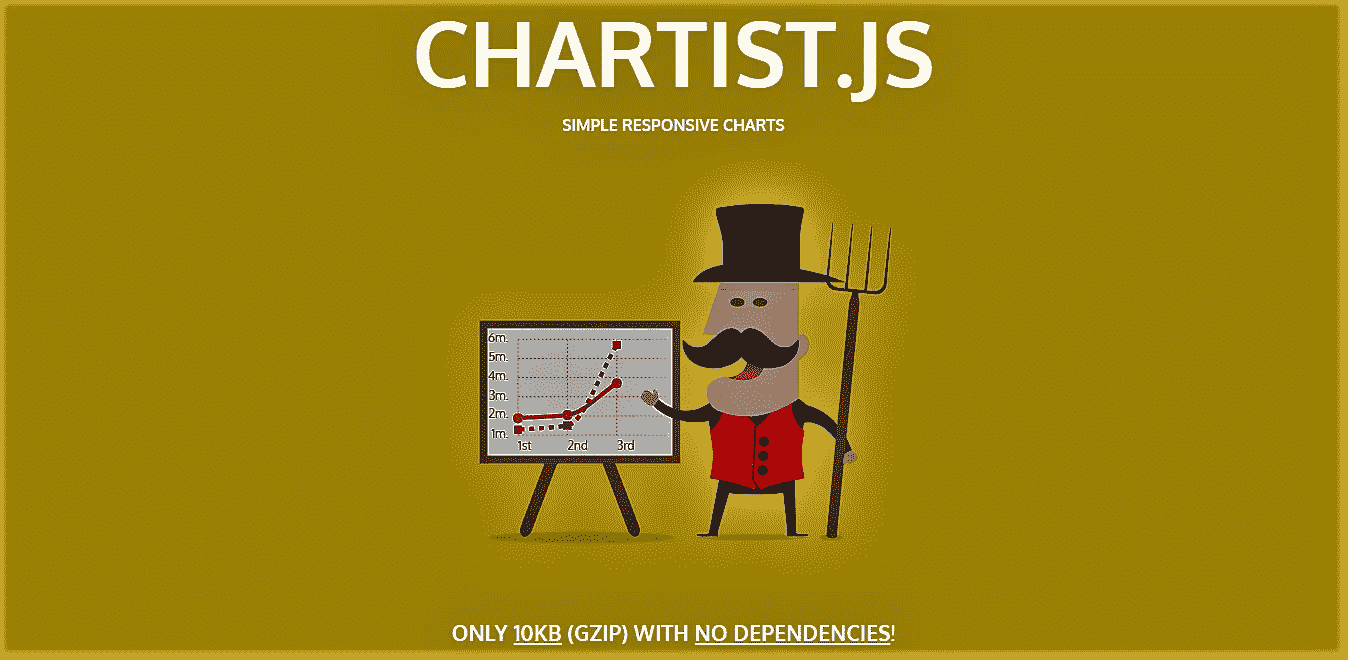 CHARTIST.JS
SIMPLE RESPONSIVE CHARTS
6m.
5m.
4m.
3m.
2m.
1m.
1st 2nd 3rd
ONLY 10KB (GZIP) WITH NO DEPENDENCIES!